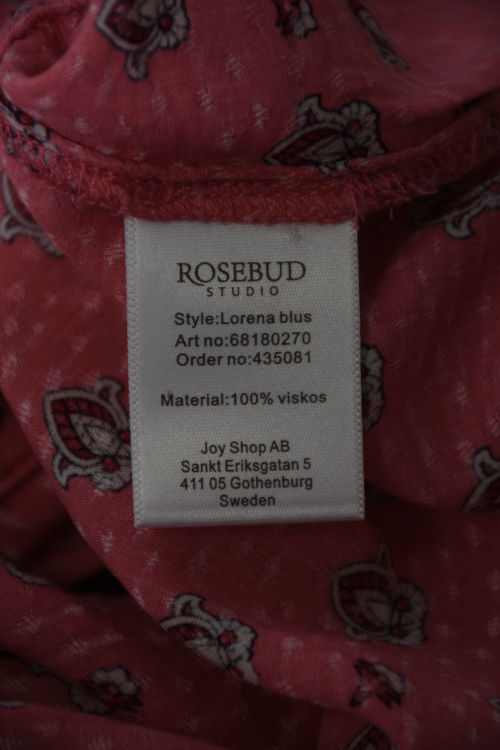 ROSEBUD
STUDIO
Style:Lorena blus
Art no:68180270
Order no:435081
Material:100% viskos
Joy Shop AB
Sankt Eriksgatan 5
411 05 Gothenburg
Sweden